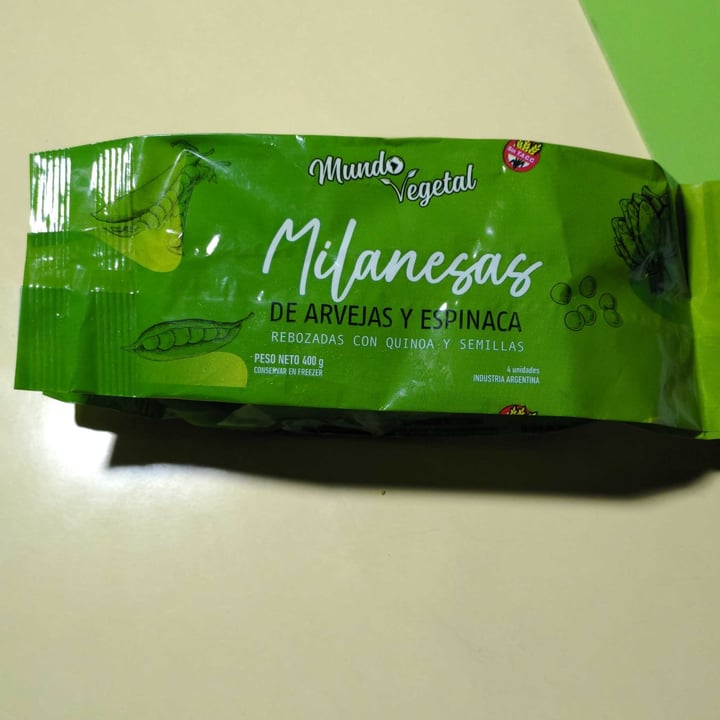 Mundo
Vegetal
SIN T.A.C.C.
Milanesas
DE ARVEJAS Y ESPINACA
REBOZADAS CON QUINOA Y SEMILLAS
PESO NETO 400 g
CONSERVAR EN FREEZER
4 unidades
INDUSTRIA ARGENTINA